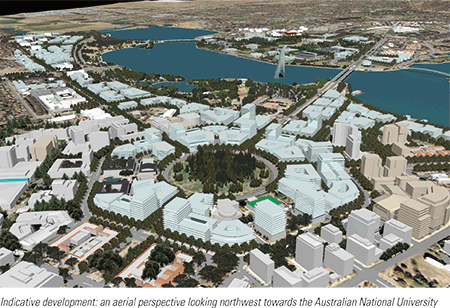 Indicative development: an aerial perspective looking northwest towards the Australian National University